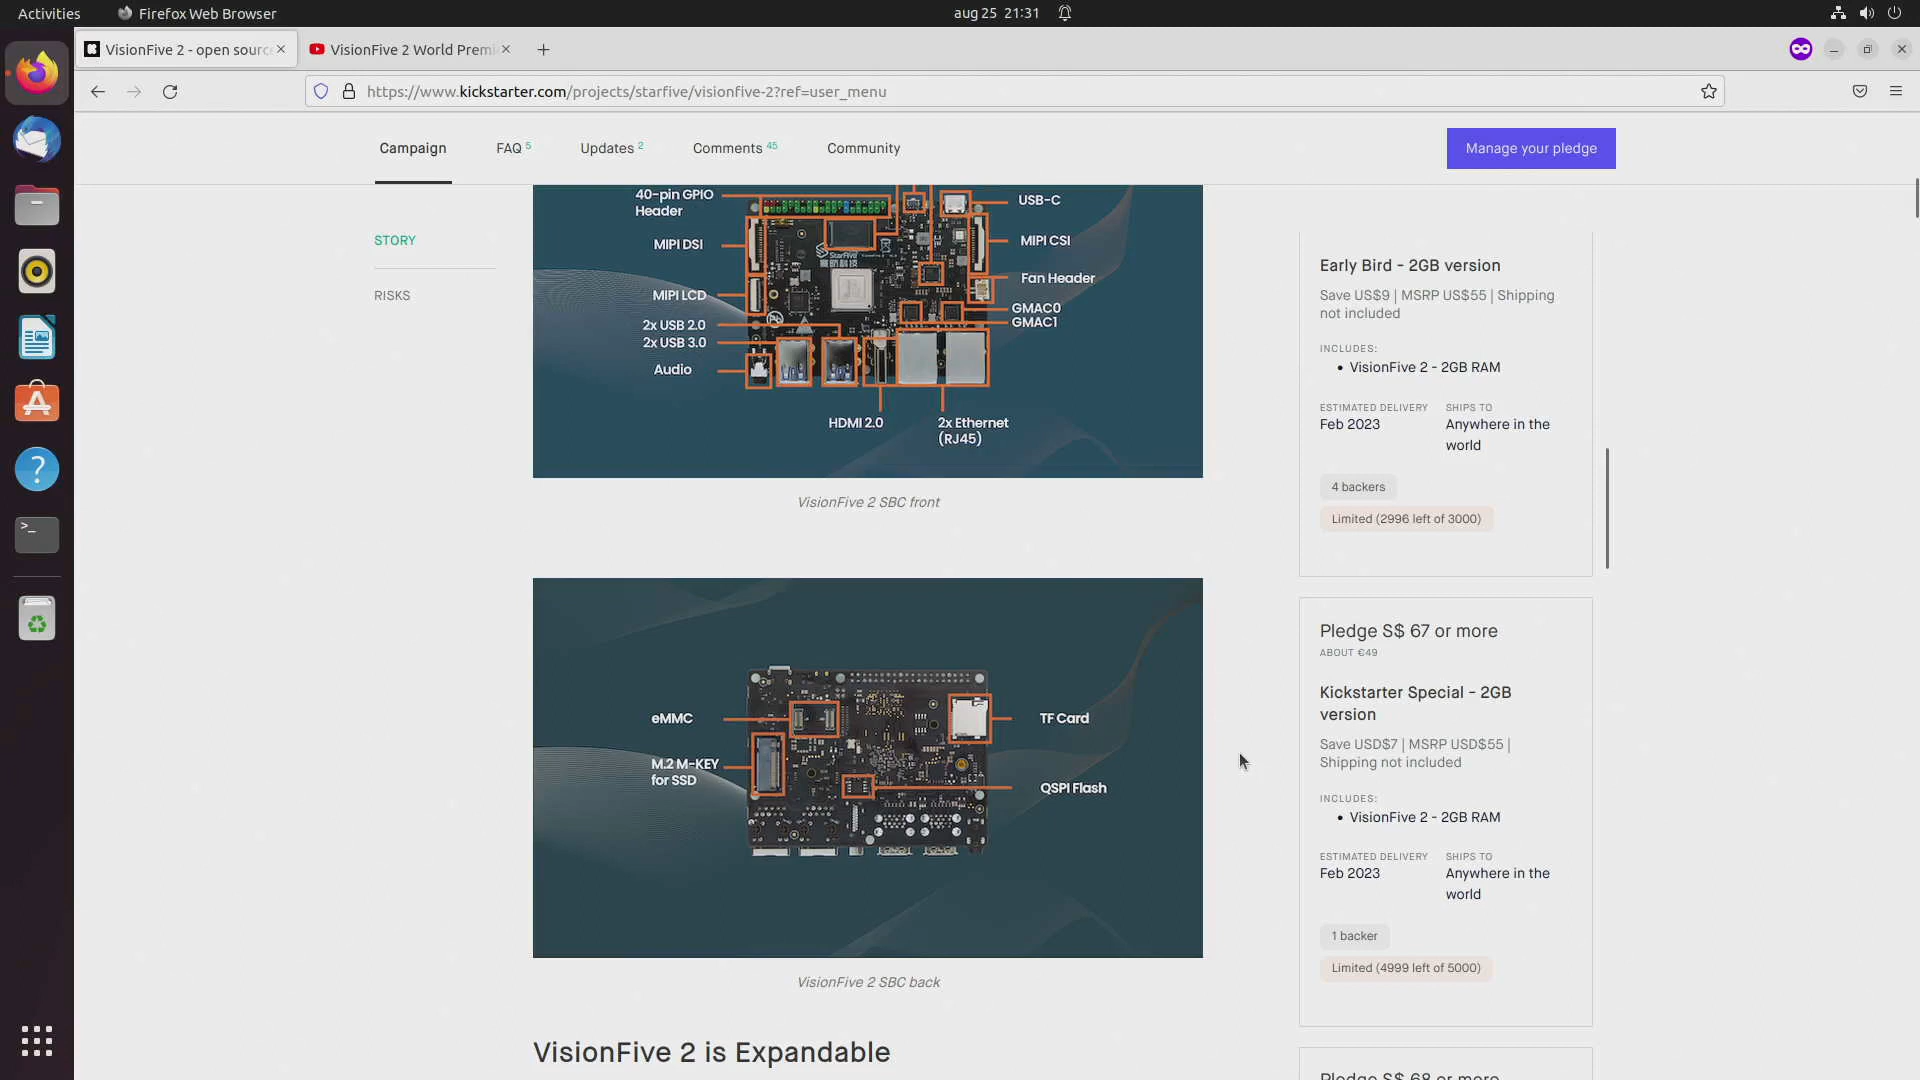 Activities
Firefox Web Browser
aug 25 21:31
VisionFive 2 - open sourc
VisionFive 2 World Premi
https://www.kickstarter.com/projects/starfive/visionfive-2?ref=user_menu
Campaign
FAQ 5
Updates 2
Comments 45
Community
Manage your pledge
STORY
RISKS
40-pin GPIO
Header
MIPI DSI
MIPI LCD
2x USB 2.0
2x USB 3.0
Audio
StarFive
USB-C
MIPI CSI
Fan Header
GMAC0
GMAC1
HDMI 2.0
2x Ethernet
(RJ45)
VisionFive 2 SBC front
eMMC
M.2 M-KEY
for SSD
TF Card
QSPI Flash
VisionFive 2 SBC back
VisionFive 2 is Expandable
Early Bird - 2GB version
Save US$9 | MSRP US$55 | Shipping
not included
INCLUDES:
• VisionFive 2 - 2GB RAM
ESTIMATED DELIVERY
Feb 2023
SHIPS TO
Anywhere in the
world
4 backers
Limited (2996 left of 3000)
Pledge S$ 67 or more
ABOUT €49
Kickstarter Special - 2GB
version
Save USD$7 | MSRP USD$55 |
Shipping not included
INCLUDES:
• VisionFive 2 - 2GB RAM
ESTIMATED DELIVERY
Feb 2023
SHIPS TO
Anywhere in the
world
1 backer
Limited (4999 left of 5000)
Pledge S$ 68 or more